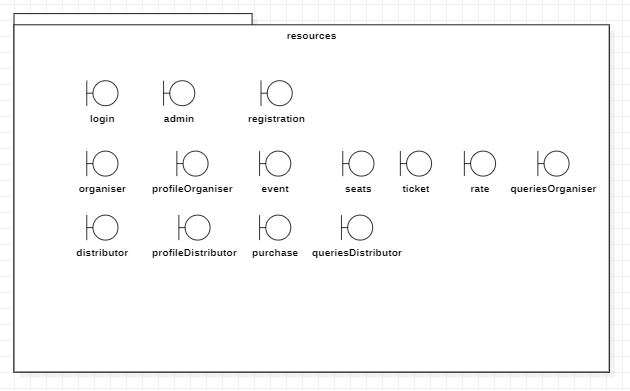 resources
login admin registration
organiser profileOrganiser event seats ticket rate queriesOrganiser
distributor profileDistributor purchase queriesDistributor